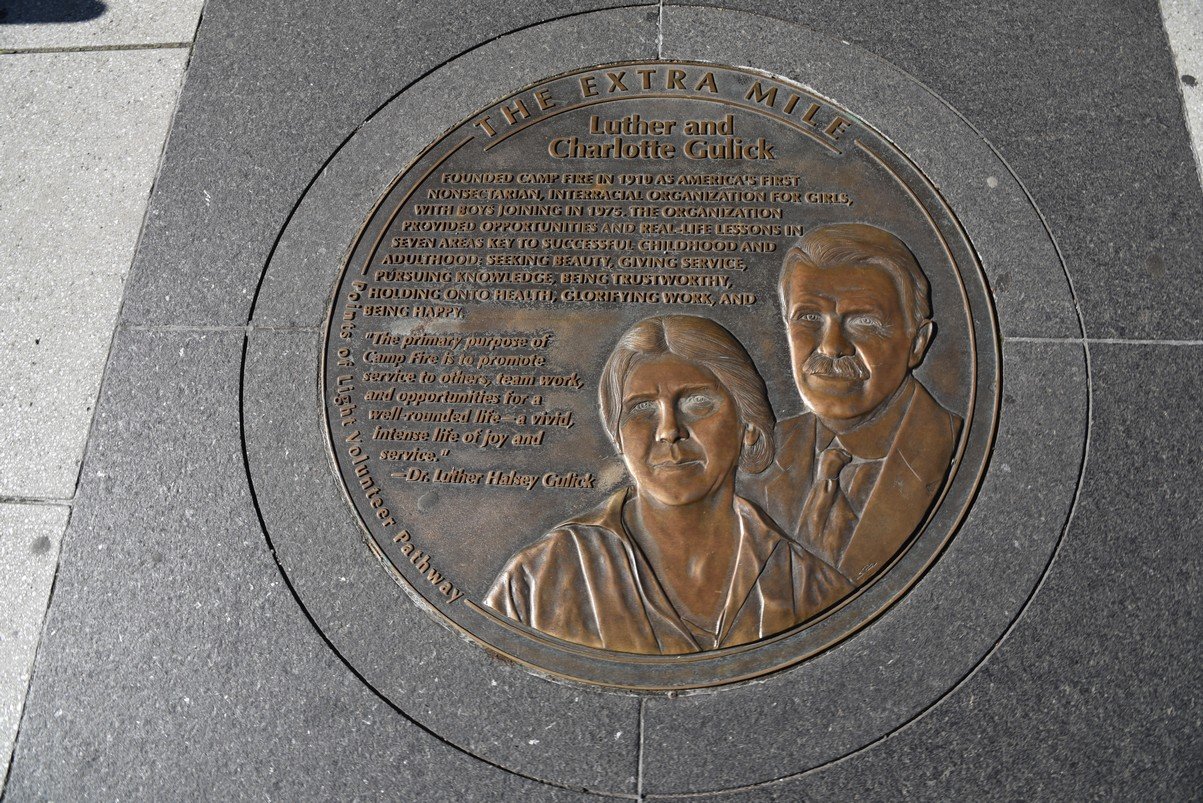 THE EXTRA MILE
Luther and
Charlotte Gulick
FOUNDED CAMP FIRE IN 1910 AS AMERICA'S FIRST
NONSECTARIAN, INTERRACIAL ORGANIZATION FOR GIRLS,
WITH BOYS JOINING IN 1975. THE ORGANIZATION
PROVIDED OPPORTUNITIES AND REAL-LIFE LESSONS IN
SEVEN AREAS KEY TO SUCCESSFUL CHILDHOOD AND
ADULTHOOD: SEEKING BEAUTY, GIVING SERVICE,
PURSUING KNOWLEDGE, BEING TRUSTWORTHY,
HOLDING ONTO HEALTH, GLORIFYING WORK, AND
BEING HAPPY.
"The primary purpose of
Camp Fire is to promote
service to others, team work,
and opportunities for a
well-rounded life—a vivid,
intense life of joy and
service."
—Dr. Luther Halsey Gulick
Points of Light Volunteer Pathway